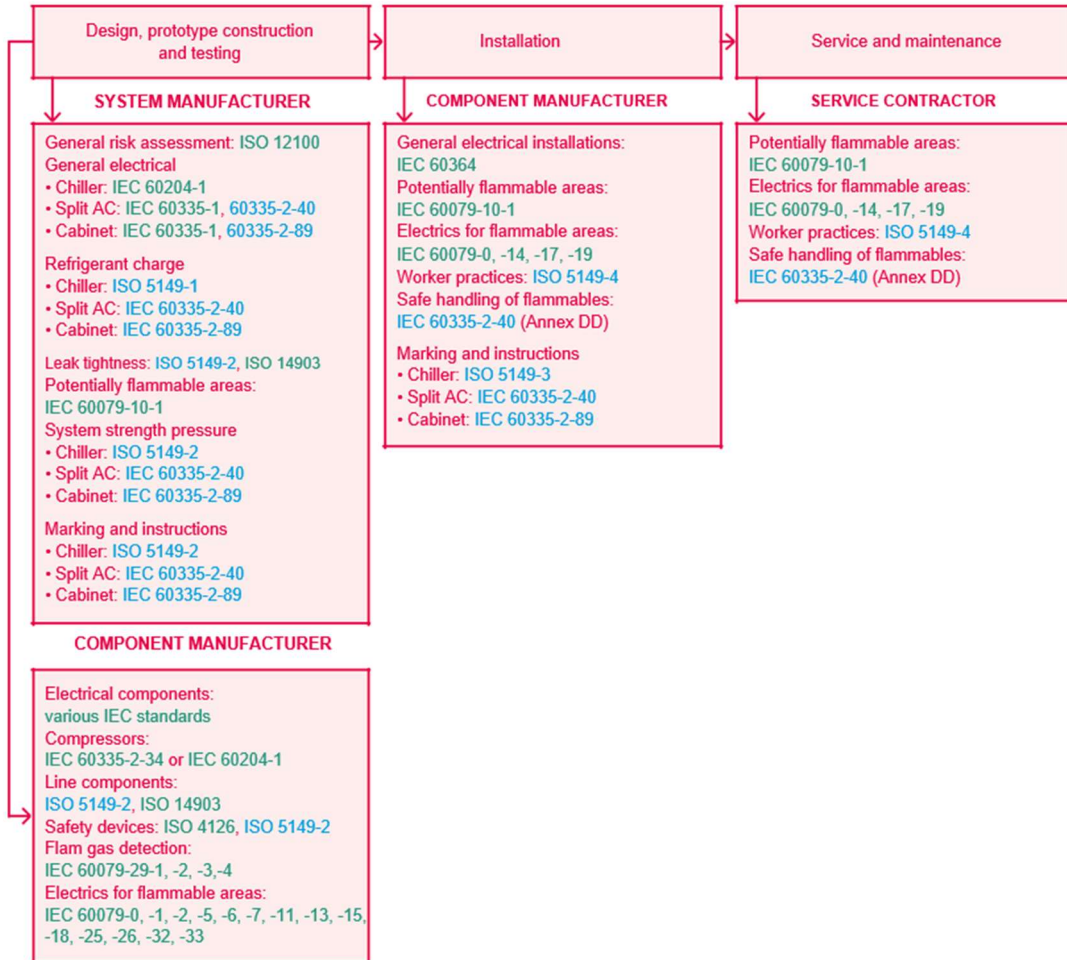 Design, prototype construction
and testing
Installation
Service and maintenance
SYSTEM MANUFACTURER
General risk assessment: ISO 12100
General electrical
• Chiller: IEC 60204-1
• Split AC: IEC 60335-1, 60335-2-40
• Cabinet: IEC 60335-1, 60335-2-89
Refrigerant charge
• Chiller: ISO 5149-1
• Split AC: IEC 60335-2-40
• Cabinet: IEC 60335-2-89
Leak tightness: ISO 5149-2, ISO 14903
Potentially flammable areas:
IEC 60079-10-1
System strength pressure
• Chiller: ISO 5149-2
• Split AC: IEC 60335-2-40
• Cabinet: IEC 60335-2-89
Marking and instructions
• Chiller: ISO 5149-2
• Split AC: IEC 60335-2-40
• Cabinet: IEC 60335-2-89
COMPONENT MANUFACTURER
Electrical components:
various IEC standards
Compressors:
IEC 60335-2-34 or IEC 60204-1
Line components:
ISO 5149-2, ISO 14903
Safety devices: ISO 4126, ISO 5149-2
Flam gas detection:
IEC 60079-29-1, -2, -3,-4
Electrics for flammable areas:
IEC 60079-0, -1, -2, -5, -6, -7, -11, -13, -15,
-18, -25, -26, -32, -33
COMPONENT MANUFACTURER
General electrical installations:
IEC 60364
Potentially flammable areas:
IEC 60079-10-1
Electrics for flammable areas:
IEC 60079-0, -14, -17, -19
Worker practices: ISO 5149-4
Safe handling of flammables:
IEC 60335-2-40 (Annex DD)
Marking and instructions
• Chiller: ISO 5149-3
• Split AC: IEC 60335-2-40
• Cabinet: IEC 60335-2-89
SERVICE CONTRACTOR
Potentially flammable areas:
IEC 60079-10-1
Electrics for flammable areas:
IEC 60079-0, -14, -17, -19
Worker practices: ISO 5149-4
Safe handling of flammables:
IEC 60335-2-40 (Annex DD)